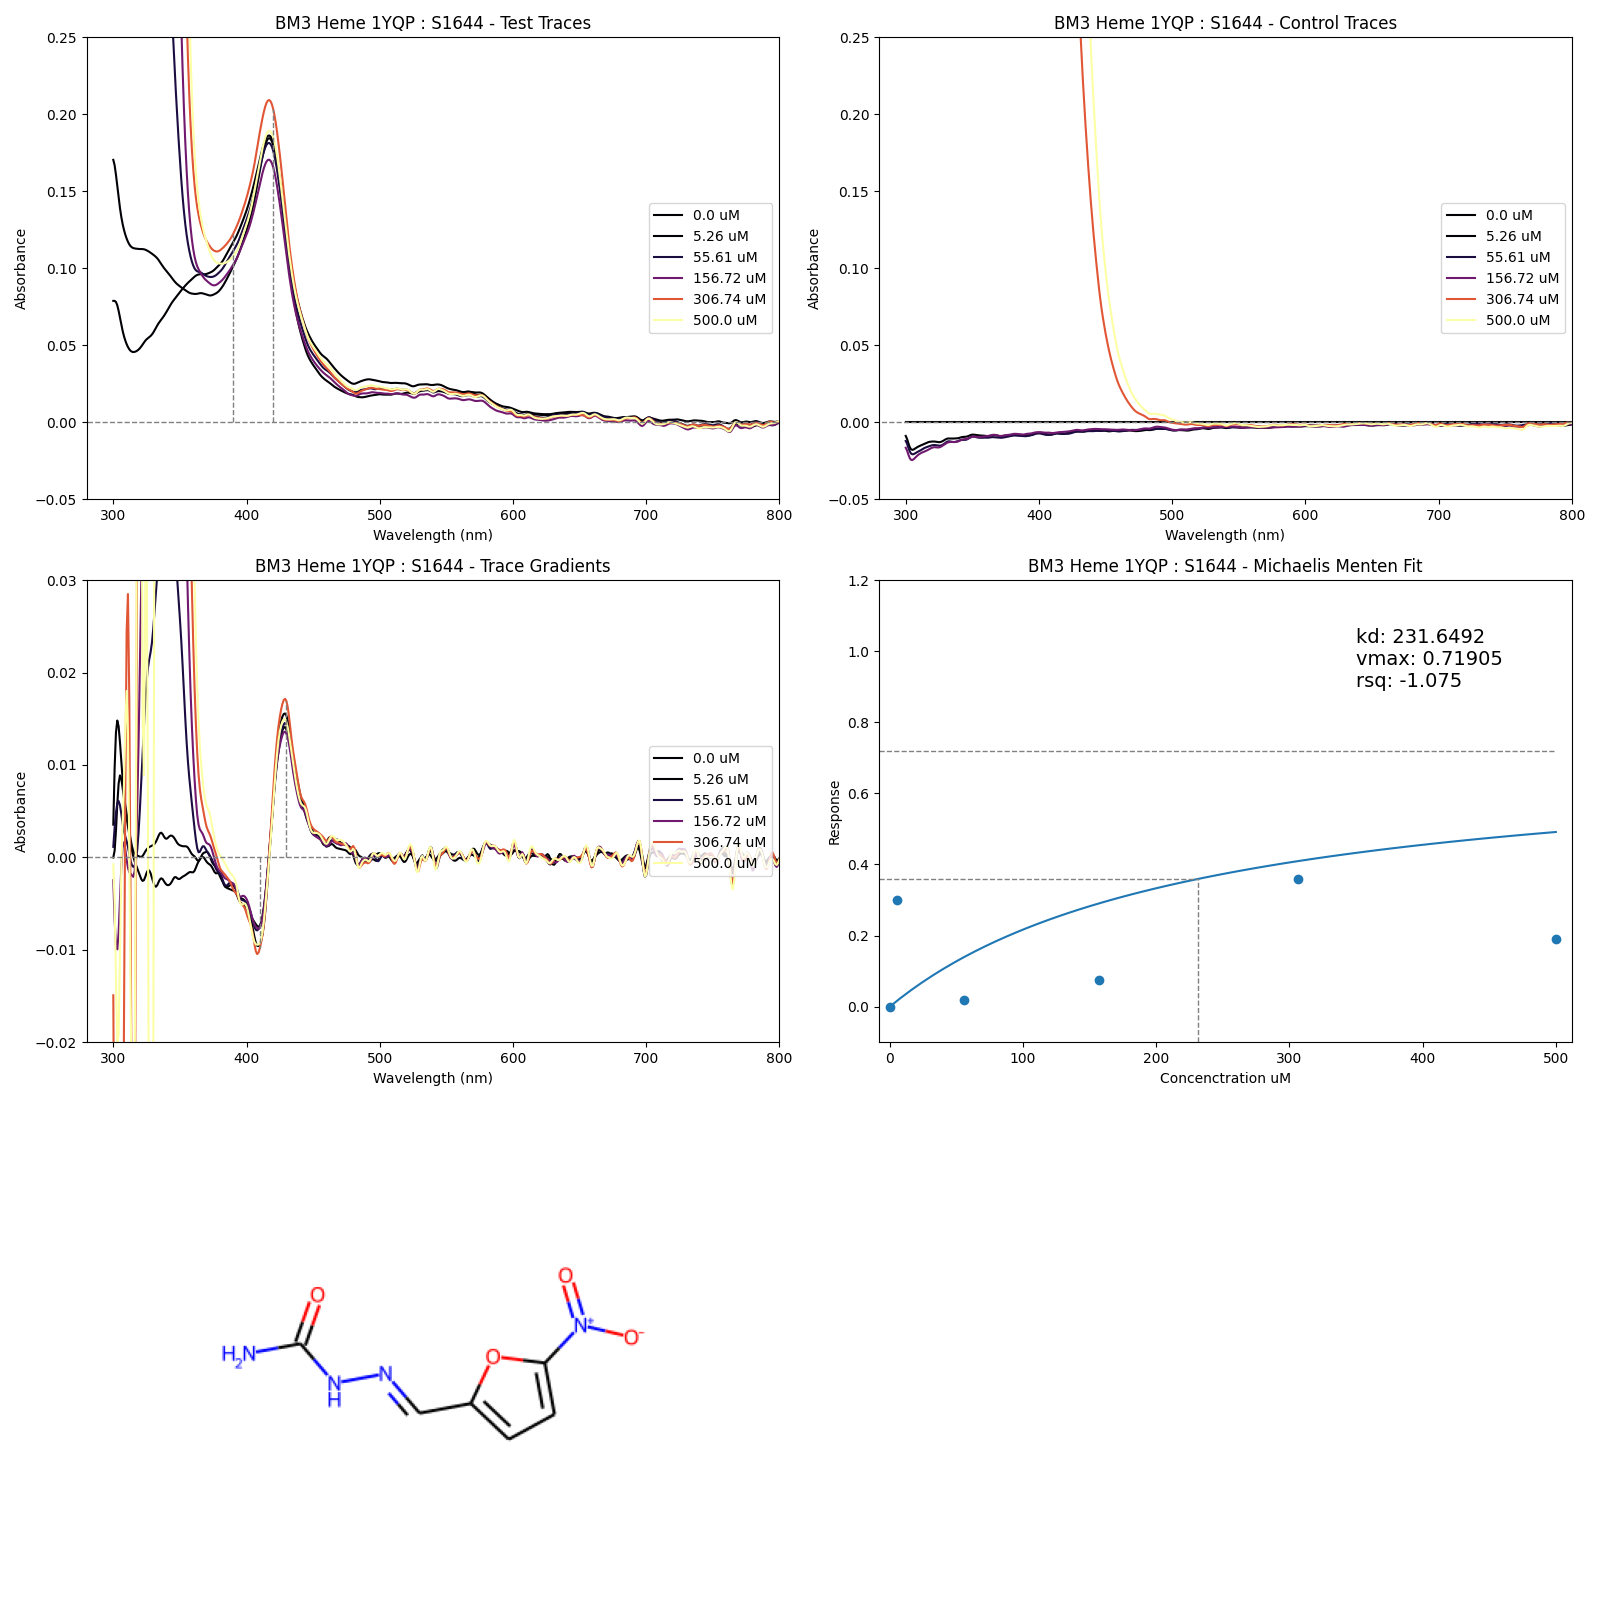 BM3 Heme 1YQP : S1644 - Test Traces
0.25
0.20
0.15
0.10
0.05
0.00
−0.05
Absorbance
300
400
500
600
700
800
Wavelength (nm)
0.0 uM
5.26 uM
55.61 uM
156.72 uM
306.74 uM
500.0 uM
BM3 Heme 1YQP : S1644 - Control Traces
0.25
0.20
0.15
0.10
0.05
0.00
−0.05
Absorbance
300
400
500
600
700
800
Wavelength (nm)
0.0 uM
5.26 uM
55.61 uM
156.72 uM
306.74 uM
500.0 uM
BM3 Heme 1YQP : S1644 - Trace Gradients
0.03
0.02
0.01
0.00
−0.01
−0.02
Absorbance
300
400
500
600
700
800
Wavelength (nm)
0.0 uM
5.26 uM
55.61 uM
156.72 uM
306.74 uM
500.0 uM
BM3 Heme 1YQP : S1644 - Michaelis Menten Fit
1.2
1.0
0.8
0.6
0.4
0.2
0.0
Response
kd: 231.6492
vmax: 0.71905
rsq: -1.075
0
100
200
300
400
500
Concenctration uM
O
H2N
N
H
N
O
N+
O
O−